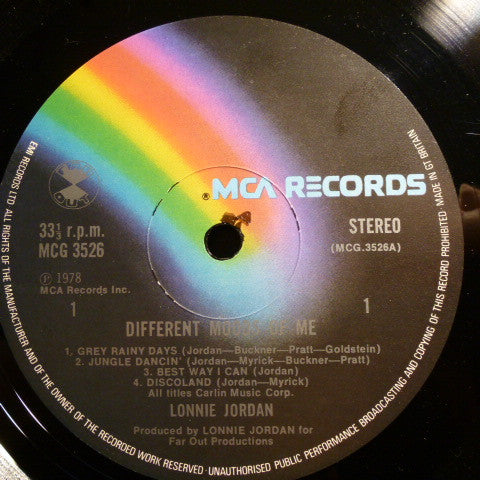 MCA RECORDS
®
33⅓ r.p.m.
MCG 3526
STEREO
(MCG.3526A)
Ⓟ 1978
MCA Records Inc.
1
1
DIFFERENT MOODS OF ME
1. GREY RAINY DAYS (Jordan—Buckner—Pratt—Goldstein)
2. JUNGLE DANCIN' (Jordan—Myrick—Buckner—Pratt)
3. BEST WAY I CAN (Jordan)
4. DISCOLAND (Jordan—Myrick)
All titles Carlin Music Corp.
LONNIE JORDAN
Produced by LONNIE JORDAN for
Far Out Productions
EMI RECORDS LTD ALL RIGHTS OF THE MANUFACTURER AND OF THE OWNER OF THE RECORDED WORK RESERVED · UNAUTHORISED PUBLIC PERFORMANCE BROADCASTING AND COPYING OF THIS RECORD PROHIBITED · MADE IN GT BRITAIN